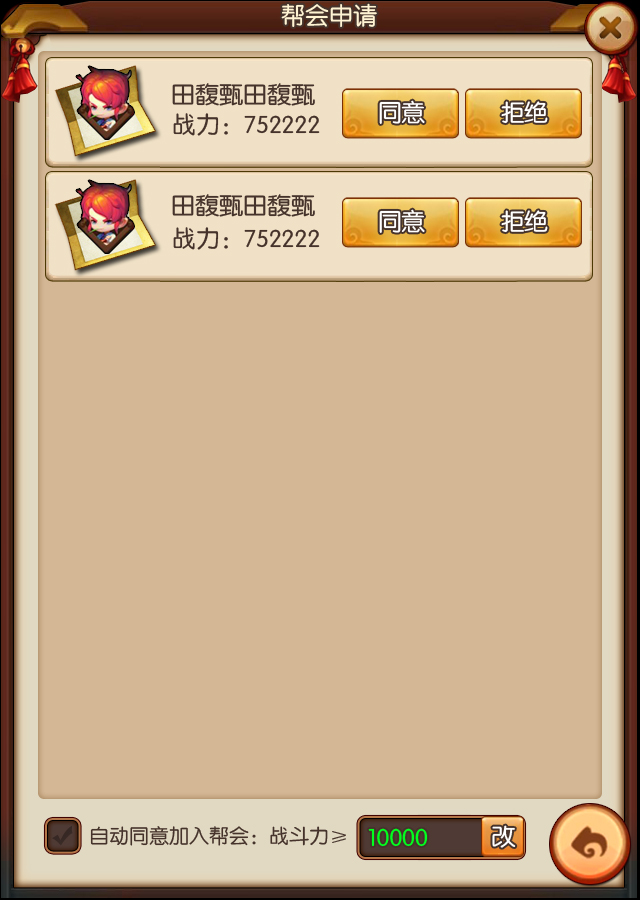 帮会申请
田馥甄田馥甄
战力：752222
同意
拒绝
田馥甄田馥甄
战力：752222
同意
拒绝
自动同意加入帮会：战斗力≥
10000
改